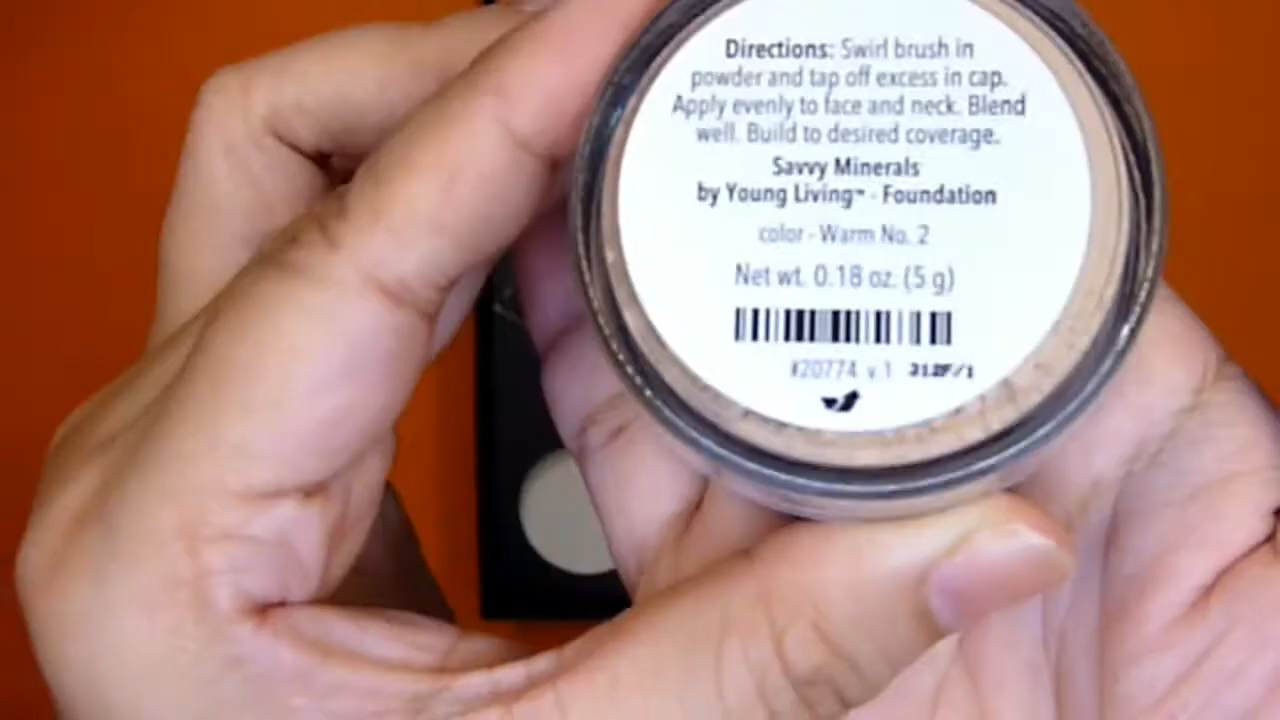 Directions: Swirl brush in
powder and tap off excess in cap.
Apply evenly to face and neck. Blend
well. Build to desired coverage.
Savvy Minerals
by Young Living™ - Foundation
color - Warm No. 2
Net wt. 0.18 oz. (5 g)
#20774 v.1